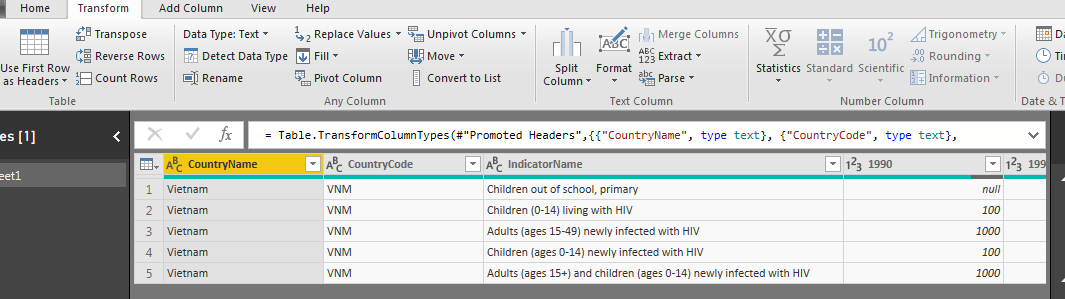 Home Transform Add Column View Help
Transpose Data Type: Text Replace Values Unpivot Columns Merge Columns Trigonometry
Use First Row as Headers Reverse Rows Detect Data Type Fill Move Split Column Format Extract Statistics Standard Scientific Rounding
Count Rows Rename Pivot Column Convert to List Parse Information
Table Any Column Text Column Number Column Date & T
es [1] fx = Table.TransformColumnTypes(#"Promoted Headers",{{"CountryName", type text}, {"CountryCode", type text},
eet1 CountryName CountryCode IndicatorName 1990 199
1 Vietnam VNM Children out of school, primary null
2 Vietnam VNM Children (0-14) living with HIV 100
3 Vietnam VNM Adults (ages 15-49) newly infected with HIV 1000
4 Vietnam VNM Children (ages 0-14) newly infected with HIV 100
5 Vietnam VNM Adults (ages 15+) and children (ages 0-14) newly infected with HIV 1000